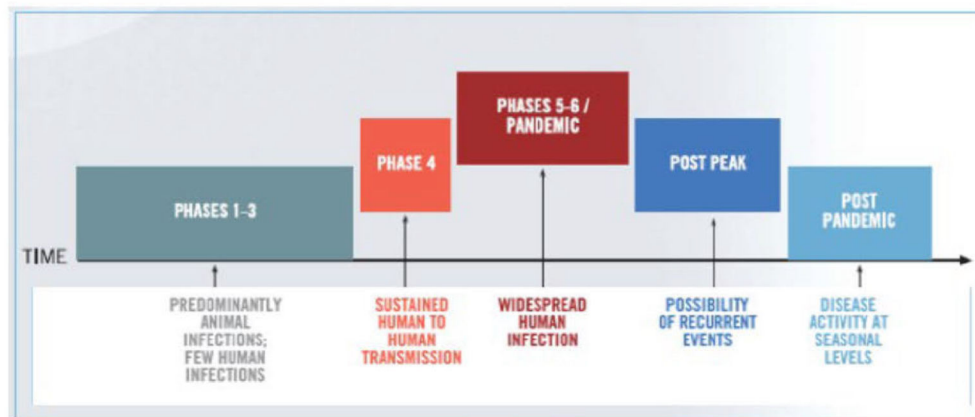 PHASES 5-6 /
PANDEMIC
PHASE 4
POST PEAK
PHASES 1-3
POST
PANDEMIC
TIME
PREDOMINANTLY
ANIMAL
INFECTIONS;
FEW HUMAN
INFECTIONS
SUSTAINED
HUMAN TO
HUMAN
TRANSMISSION
WIDESPREAD
HUMAN
INFECTION
POSSIBILITY
OF RECURRENT
EVENTS
DISEASE
ACTIVITY AT
SEASONAL
LEVELS